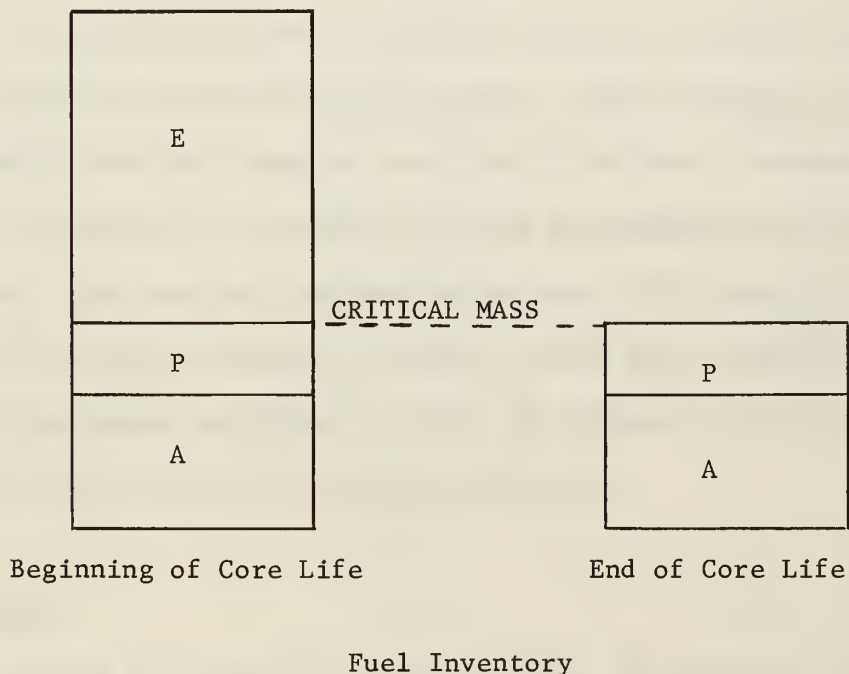 E
CRITICAL MASS
P
P
A
A
Beginning of Core Life
End of Core Life
Fuel Inventory